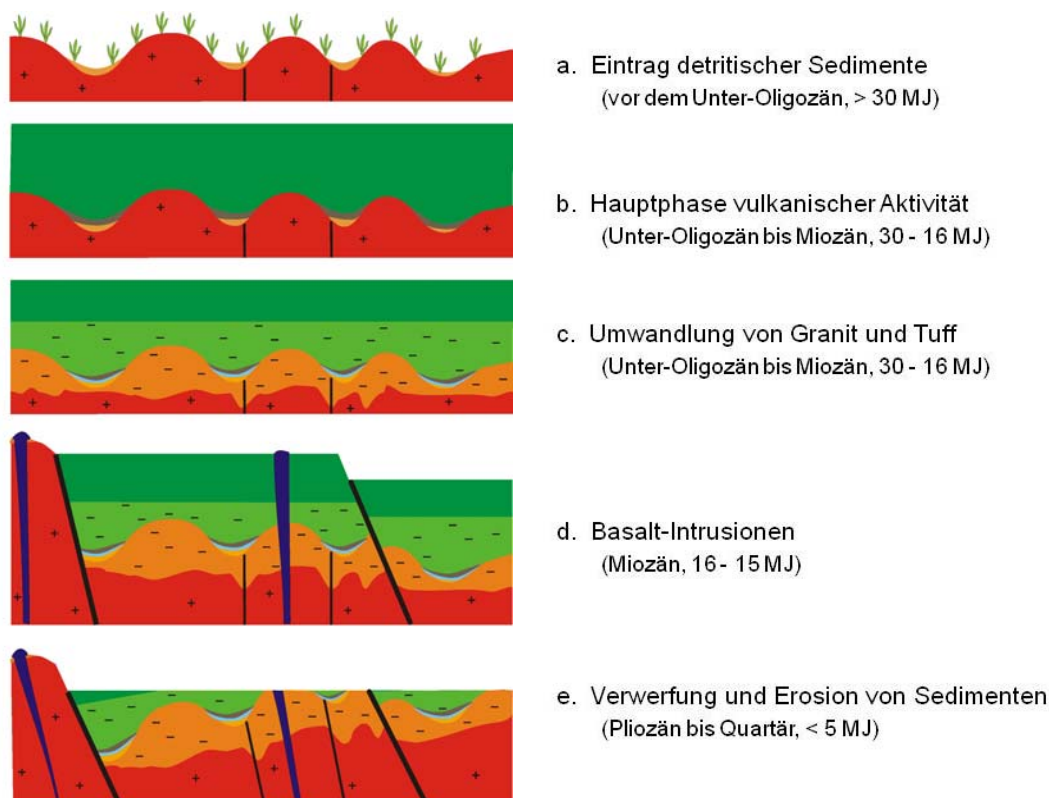 a. Eintrag detritischer Sedimente
(vor dem Unter-Oligozän, > 30 MJ)
b. Hauptphase vulkanischer Aktivität
(Unter-Oligozän bis Miozän, 30 - 16 MJ)
c. Umwandlung von Granit und Tuff
(Unter-Oligozän bis Miozän, 30 - 16 MJ)
d. Basalt-Intrusionen
(Miozän, 16 - 15 MJ)
e. Verwerfung und Erosion von Sedimenten
(Pliozän bis Quartär, < 5 MJ)